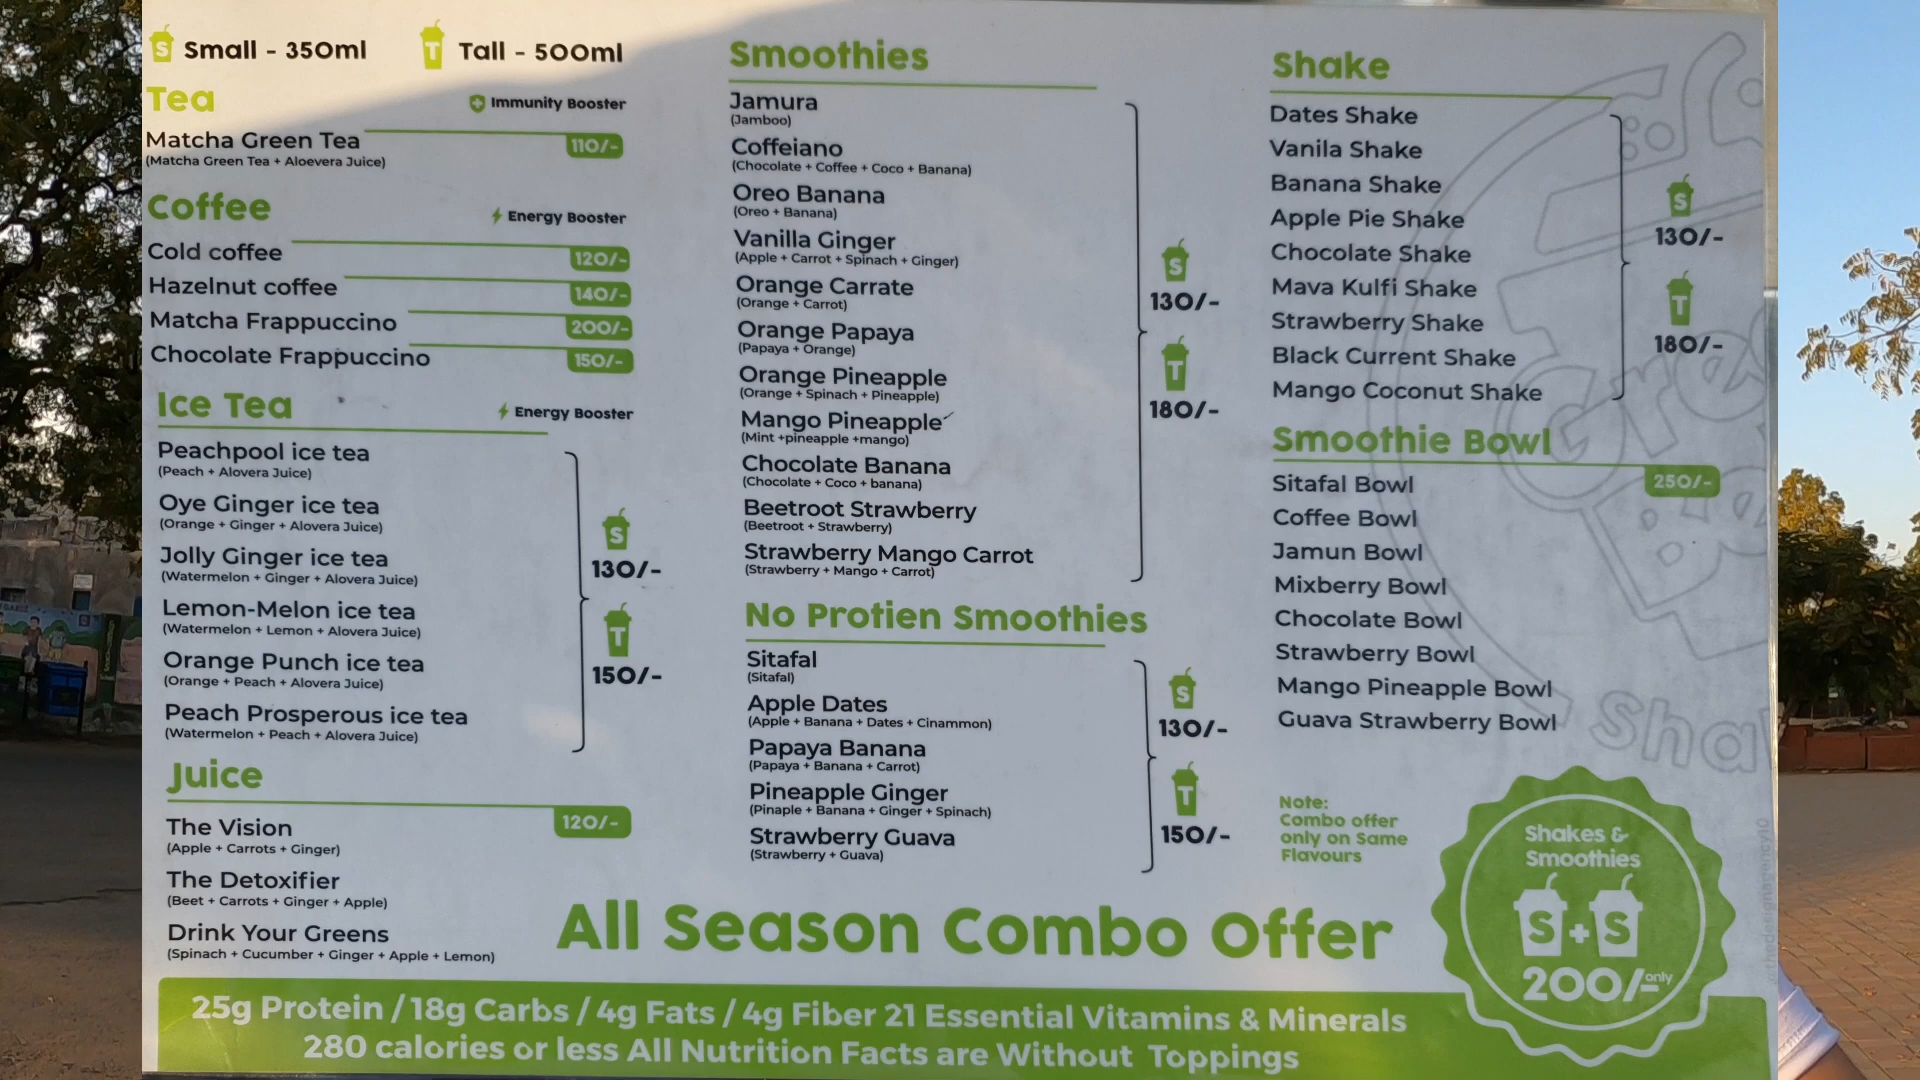 S Small - 350ml
T Tall - 500ml
Tea
Immunity Booster
Matcha Green Tea 110/-
(Matcha Green Tea + Aloevera Juice)
Coffee
Energy Booster
Cold coffee 120/-
Hazelnut coffee 140/-
Matcha Frappuccino 200/-
Chocolate Frappuccino 150/-
Ice Tea
Energy Booster
Peachpool ice tea
(Peach + Alovera Juice)
Oye Ginger ice tea
(Orange + Ginger + Alovera Juice)
Jolly Ginger ice tea
(Watermelon + Ginger + Alovera Juice)
Lemon-Melon ice tea
(Watermelon + Lemon + Alovera Juice)
Orange Punch ice tea
(Orange + Peach + Alovera Juice)
Peach Prosperous ice tea
(Watermelon + Peach + Alovera Juice)
S
130/-
T
150/-
Juice
120/-
The Vision
(Apple + Carrots + Ginger)
The Detoxifier
(Beet + Carrots + Ginger + Apple)
Drink Your Greens
(Spinach + Cucumber + Ginger + Apple + Lemon)
Smoothies
Jamura
(Jamboo)
Coffeiano
(Chocolate + Coffee + Coco + Banana)
Oreo Banana
(Oreo + Banana)
Vanilla Ginger
(Apple + Carrot + Spinach + Ginger)
Orange Carrate
(Orange + Carrot)
Orange Papaya
(Papaya + Orange)
Orange Pineapple
(Orange + Spinach + Pineapple)
Mango Pineapple
(Mint +pineapple +mango)
Chocolate Banana
(Chocolate + Coco + banana)
Beetroot Strawberry
(Beetroot + Strawberry)
Strawberry Mango Carrot
(Strawberry + Mango + Carrot)
S
130/-
T
180/-
No Protien Smoothies
Sitafal
(Sitafal)
Apple Dates
(Apple + Banana + Dates + Cinammon)
Papaya Banana
(Papaya + Banana + Carrot)
Pineapple Ginger
(Pinaple + Banana + Ginger + Spinach)
Strawberry Guava
(Strawberry + Guava)
S
130/-
T
150/-
Shake
Dates Shake
Vanila Shake
Banana Shake
Apple Pie Shake
Chocolate Shake
Mava Kulfi Shake
Strawberry Shake
Black Current Shake
Mango Coconut Shake
S
130/-
T
180/-
Smoothie Bowl
250/-
Sitafal Bowl
Coffee Bowl
Jamun Bowl
Mixberry Bowl
Chocolate Bowl
Strawberry Bowl
Mango Pineapple Bowl
Guava Strawberry Bowl
Sha
Note:
Combo offer
only on Same
Flavours
Shakes &
Smoothies
S + S
200/- only
All Season Combo Offer
25g Protein / 18g Carbs / 4g Fats / 4g Fiber 21 Essential Vitamins & Minerals
280 calories or less All Nutrition Facts are Without Toppings